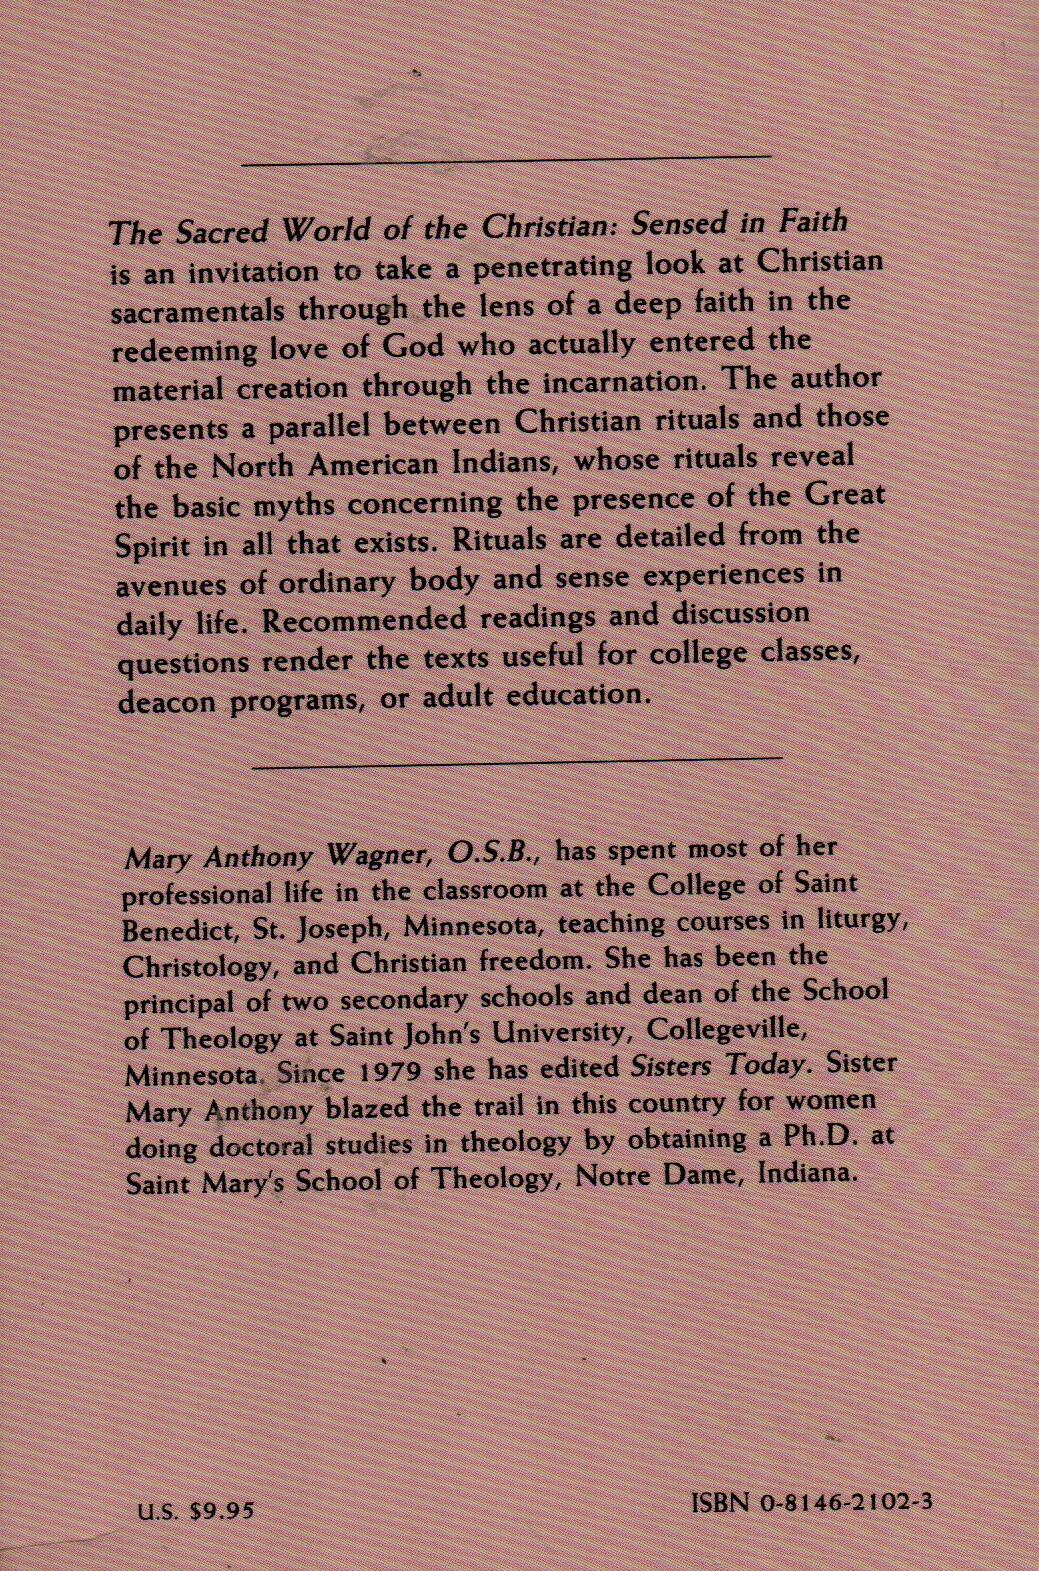 The Sacred World of the Christian: Sensed in Faith
is an invitation to take a penetrating look at Christian
sacramentals through the lens of a deep faith in the
redeeming love of God who actually entered the
material creation through the incarnation. The author
presents a parallel between Christian rituals and those
of the North American Indians, whose rituals reveal
the basic myths concerning the presence of the Great
Spirit in all that exists. Rituals are detailed from the
avenues of ordinary body and sense experiences in
daily life. Recommended readings and discussion
questions render the texts useful for college classes,
deacon programs, or adult education.
Mary Anthony Wagner, O.S.B., has spent most of her
professional life in the classroom at the College of Saint
Benedict, St. Joseph, Minnesota, teaching courses in liturgy,
Christology, and Christian freedom. She has been the
principal of two secondary schools and dean of the School
of Theology at Saint John's University, Collegeville,
Minnesota. Since 1979 she has edited Sisters Today. Sister
Mary Anthony blazed the trail in this country for women
doing doctoral studies in theology by obtaining a Ph.D. at
Saint Mary's School of Theology, Notre Dame, Indiana.
U.S. $9.95
ISBN 0-8146-2102-3